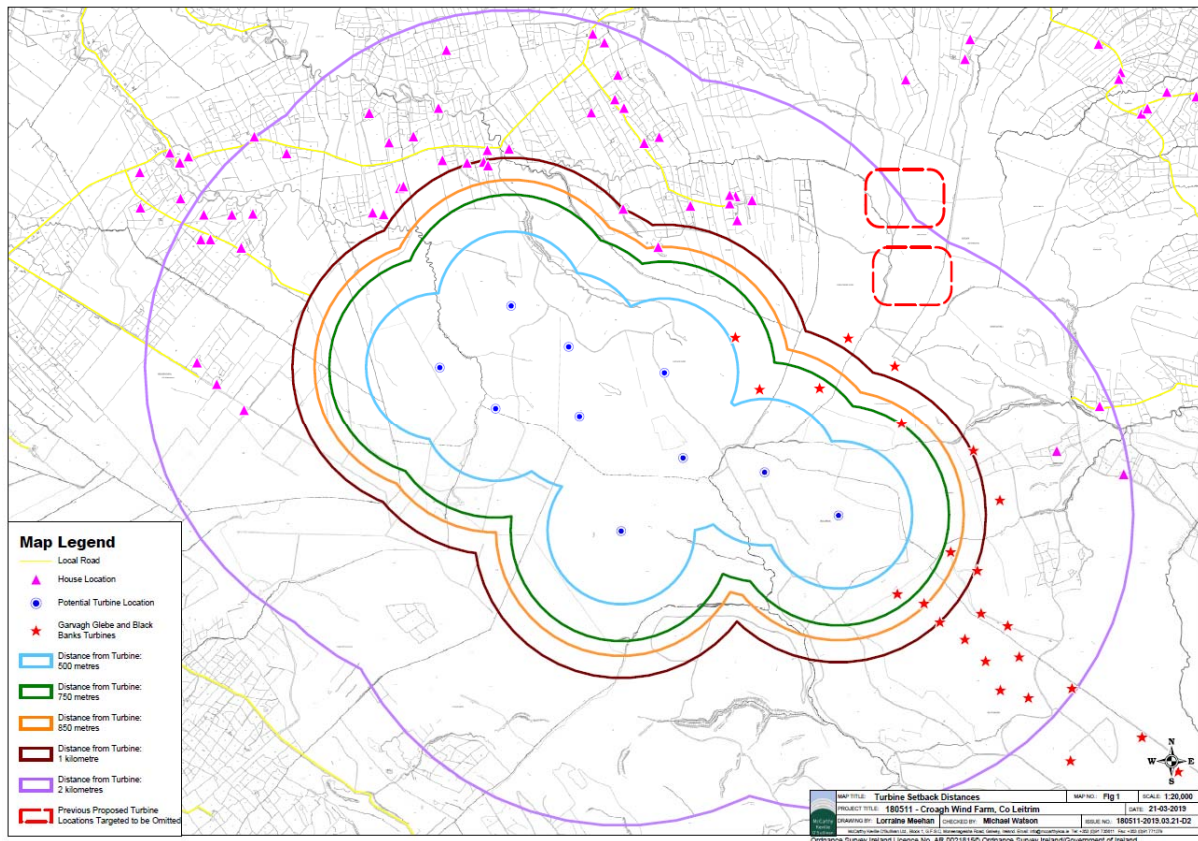 Map Legend
Local Road
House Location
Potential Turbine Location
Garvagh Glebe and Black
Banks Turbines
Distance from Turbine:
500 metres
Distance from Turbine:
750 metres
Distance from Turbine:
850 metres
Distance from Turbine:
1 kilometre
Distance from Turbine:
2 kilometres
Previous Proposed Turbine
Locations Targeted to be Omitted
N
W E
S
MAP TITLE: Turbine Setback Distances MAP NO.: Fig 1 SCALE: 1:20,000
PROJECT TITLE: 180511 - Croagh Wind Farm, Co Leitrim DATE: 21-03-2019
McCarthy
Keville
O'Sullivan
DRAWING BY: Lorraine Meehan CHECKED BY: Michael Watson ISSUE NO.: 180511-2019.03.21-D2